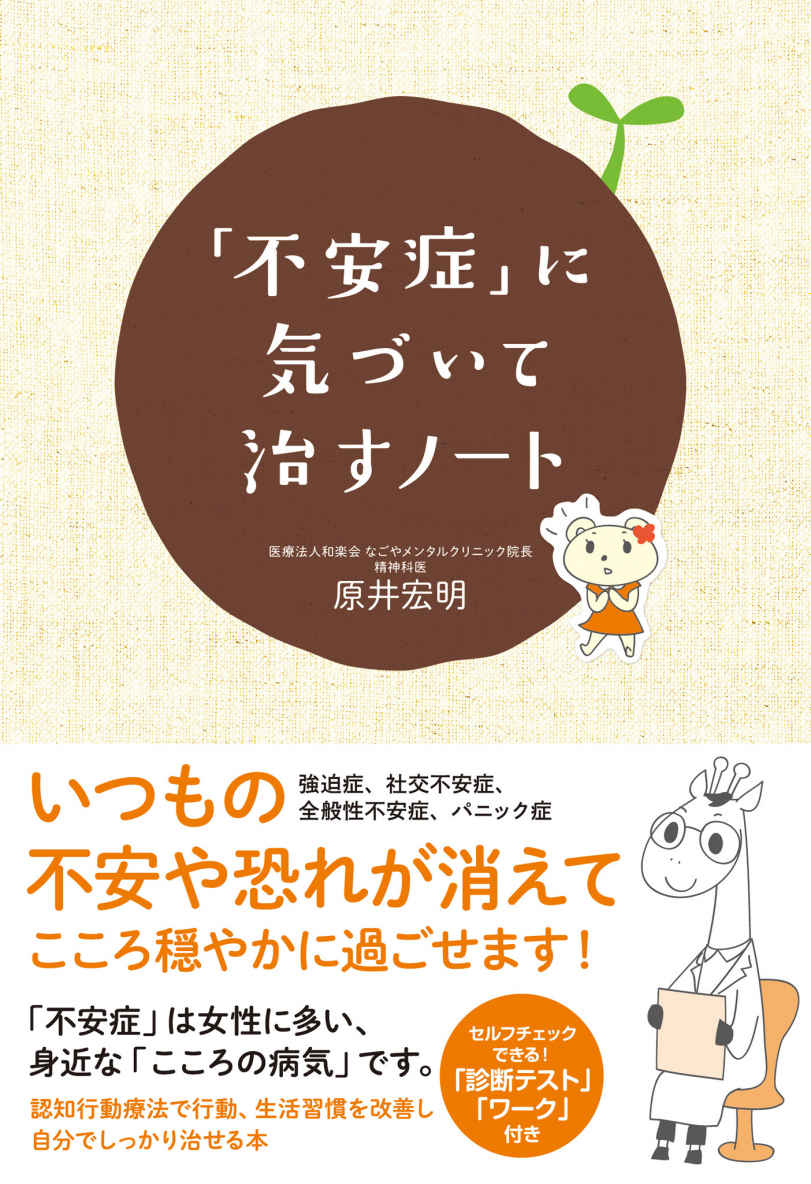 「不安症」に
気づいて
治すノート
医療法人和楽会 なごやメンタルクリニック院長
精神科医
原井宏明
いつもの
強迫症、社交不安症、
全般性不安症、パニック症
不安や恐れが消えて
こころ穏やかに過ごせます！
「不安症」は女性に多い、
身近な「こころの病気」です。
認知行動療法で行動、生活習慣を改善し
自分でしっかり治せる本
セルフチェック
できる！
「診断テスト」
「ワーク」
付き